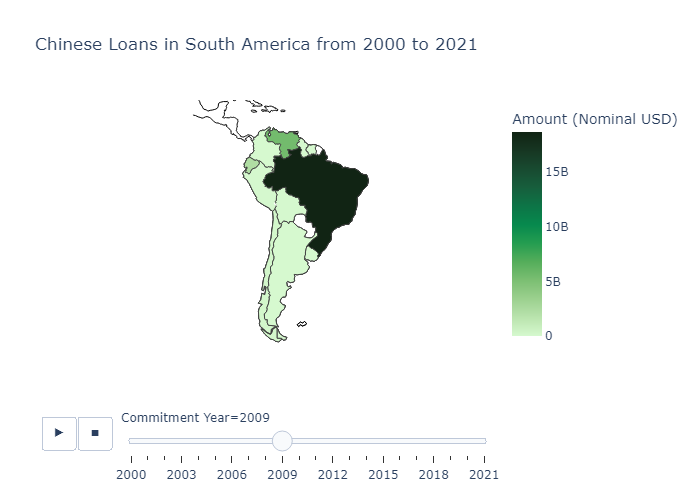 Chinese Loans in South America from 2000 to 2021
Amount (Nominal USD)
15B
10B
5B
0
Commitment Year=2009
2000 2003 2006 2009 2012 2015 2018 2021